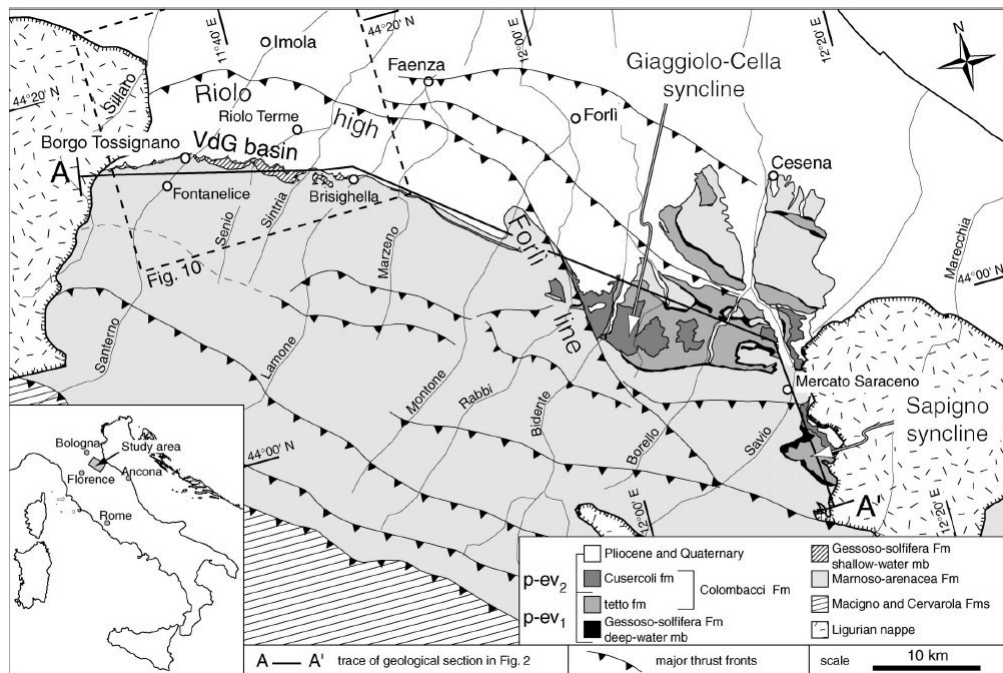 11°40' E
44°20' N
12°00' E
12°20' E
N
Imola
Faenza
Giaggiolo-Cella
syncline
44°20' N
Sillaro
Riolo
high
Riolo Terme
Forlì
Borgo Tossignano
VdG basin
Cesena
A
Fontanelice
Brisighella
Senio
Sintria
Marzeno
Forlì line
Marecchia
Fig. 10
44°00' N
Santerno
Lamone
Montone
Rabbi
Bidente
Borello
Savio
Mercato Saraceno
Sapigno
syncline
44°00' N
12°00' E
A'
12°20' E
Bologna
Study area
Florence
Ancona
Rome
p-ev2
p-ev1
Pliocene and Quaternary
Cusercoli fm
tetto fm
Colombacci Fm
Gessoso-solfifera Fm
deep-water mb
Gessoso-solfifera Fm
shallow-water mb
Marnoso-arenacea Fm
Macigno and Cervarola Fms
Ligurian nappe
A A' trace of geological section in Fig. 2
major thrust fronts
scale 10 km